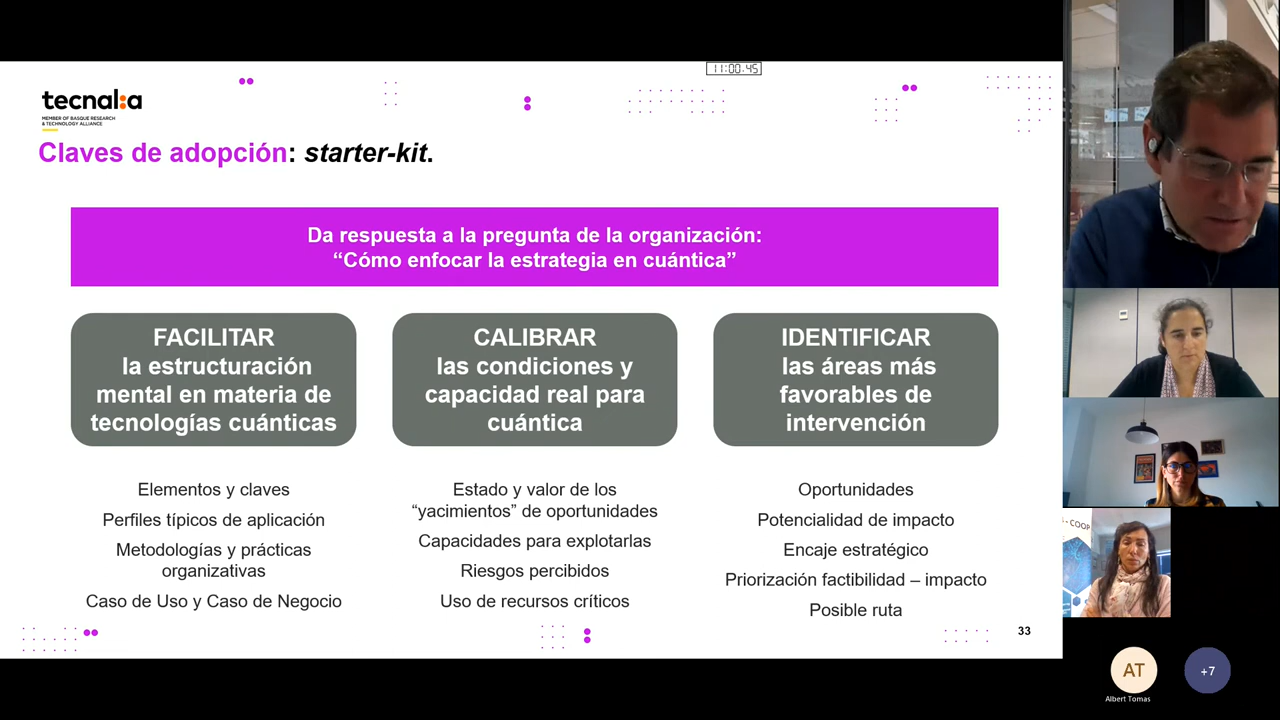 11:00:45
tecnalia
MEMBER OF BASQUE RESEARCH
& TECHNOLOGY ALLIANCE
Claves de adopción: starter-kit.
Da respuesta a la pregunta de la organización:
“Cómo enfocar la estrategia en cuántica”
FACILITAR
la estructuración
mental en materia de
tecnologías cuánticas
Elementos y claves
Perfiles típicos de aplicación
Metodologías y prácticas
organizativas
Caso de Uso y Caso de Negocio
CALIBRAR
las condiciones y
capacidad real para
cuántica
Estado y valor de los
“yacimientos” de oportunidades
Capacidades para explotarlas
Riesgos percibidos
Uso de recursos críticos
IDENTIFICAR
las áreas más
favorables de
intervención
Oportunidades
Potencialidad de impacto
Encaje estratégico
Priorización factibilidad – impacto
Posible ruta
33
- COOP
AT
Albert Tomas
+7